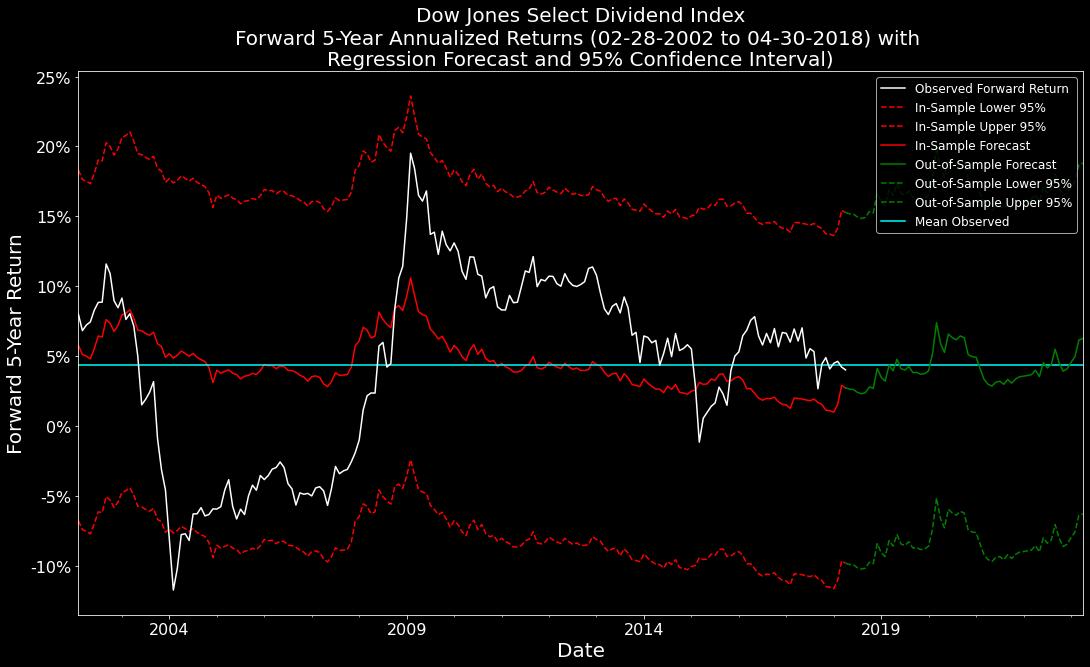 Dow Jones Select Dividend Index
Forward 5-Year Annualized Returns (02-28-2002 to 04-30-2018) with
Regression Forecast and 95% Confidence Interval)
25%
20%
15%
10%
5%
0%
-5%
-10%
Forward 5-Year Return
Observed Forward Return
In-Sample Lower 95%
In-Sample Upper 95%
In-Sample Forecast
Out-of-Sample Forecast
Out-of-Sample Lower 95%
Out-of-Sample Upper 95%
Mean Observed
2004
2009
2014
2019
Date